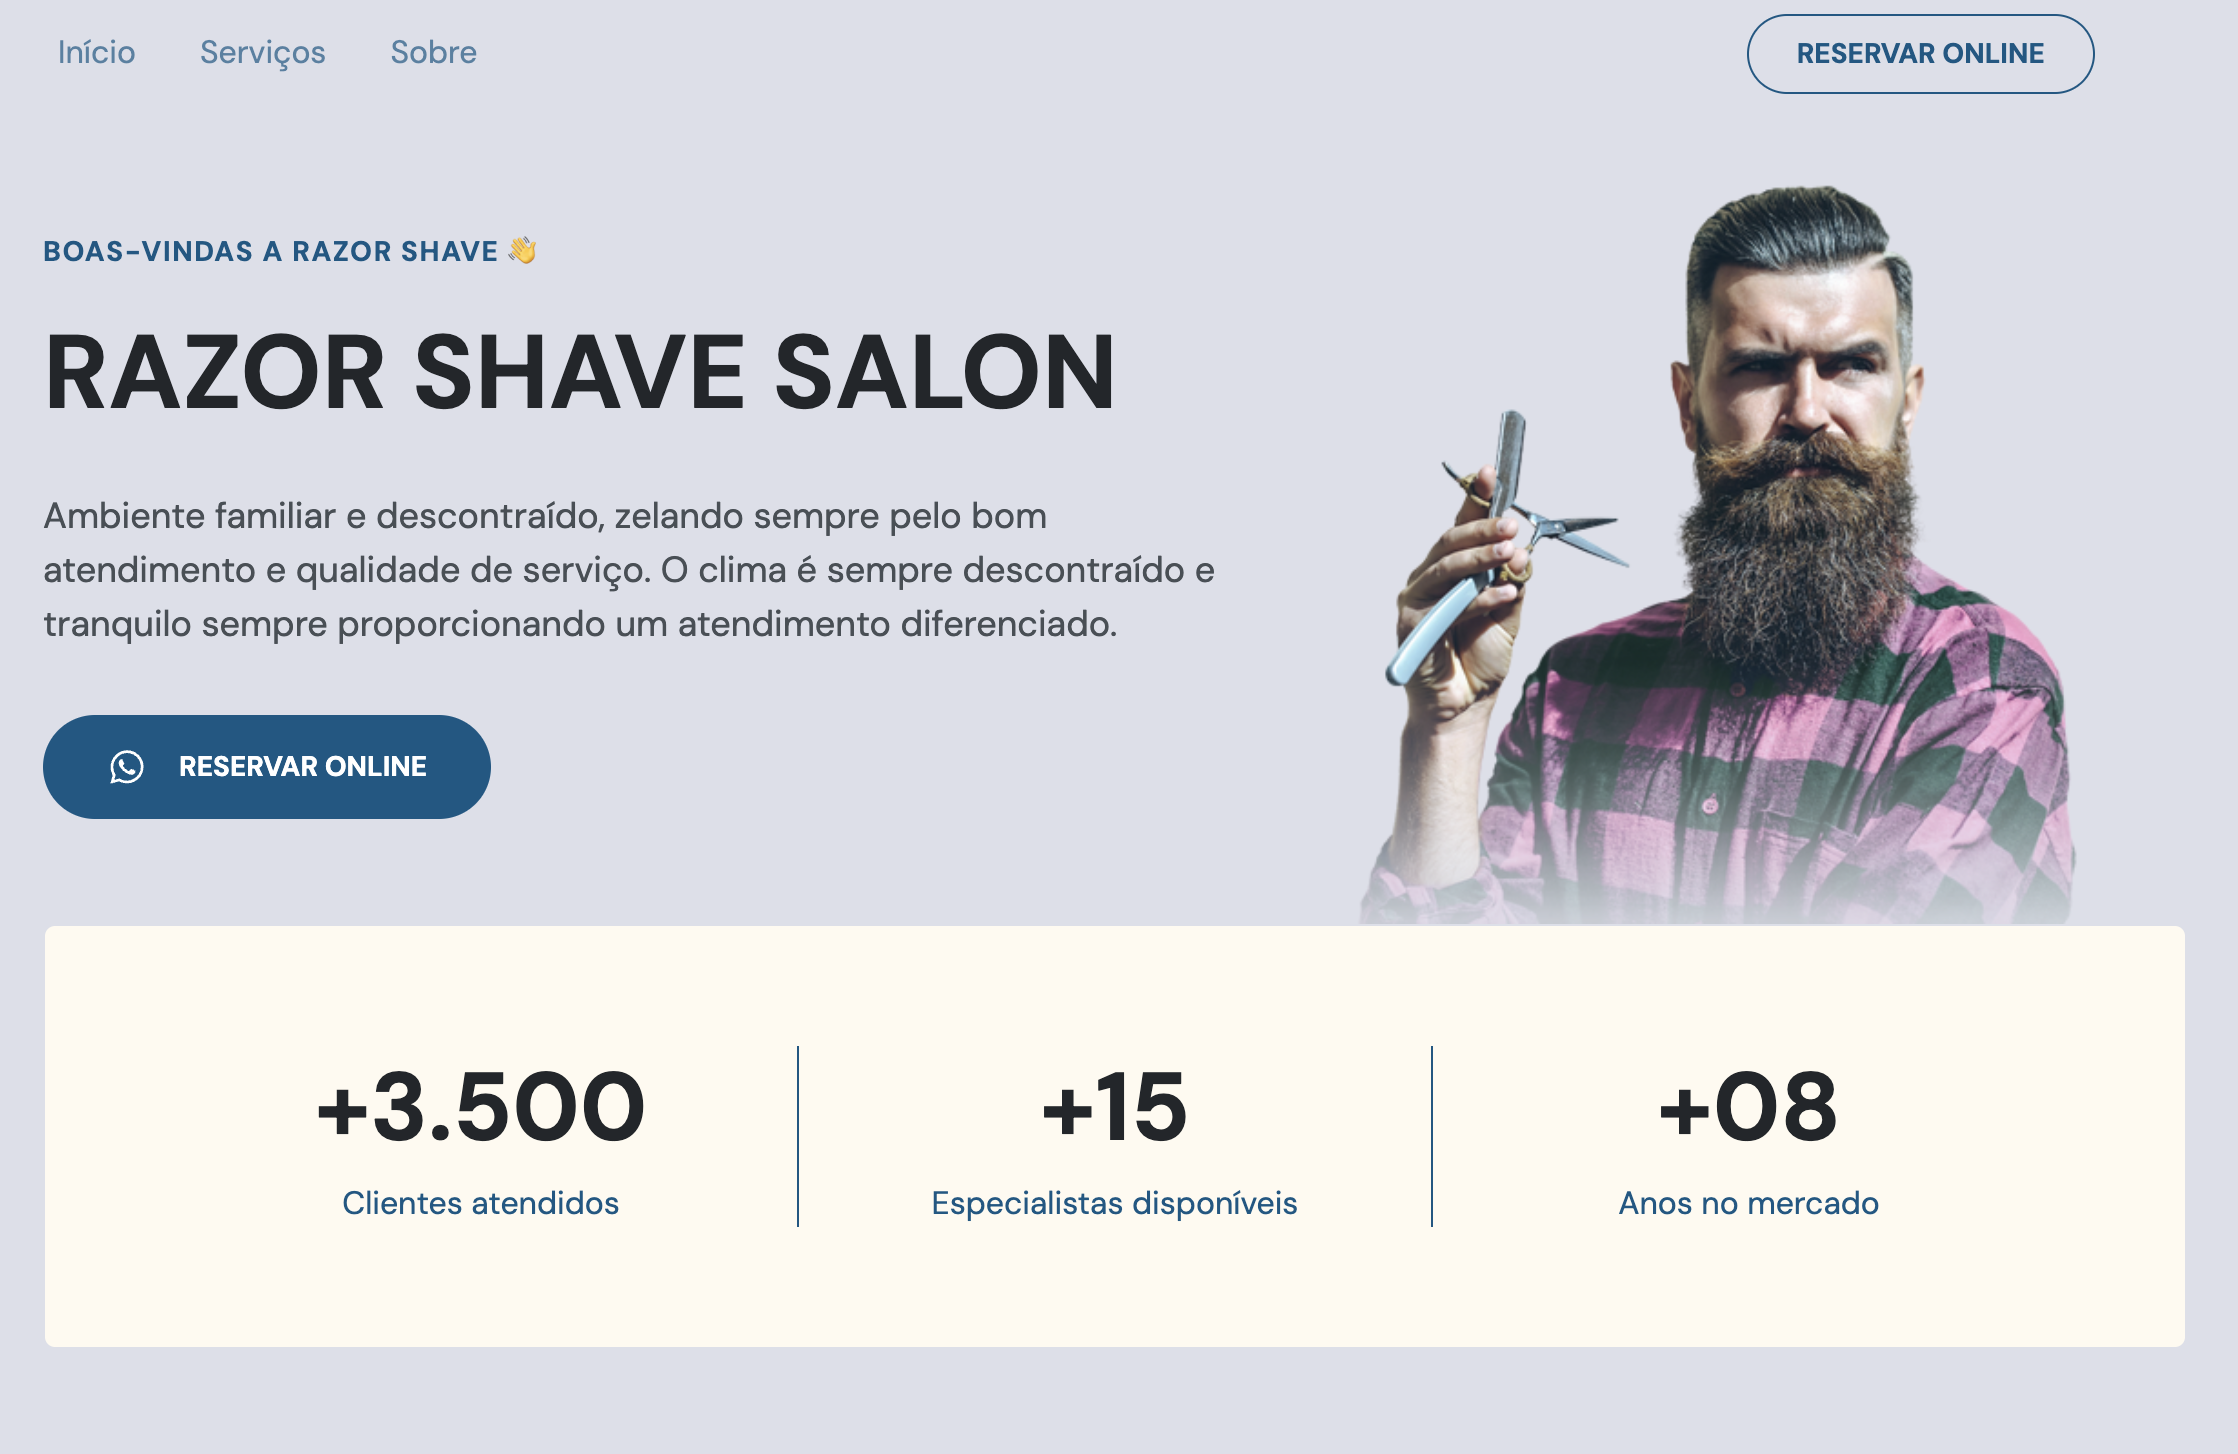 Início Serviços Sobre RESERVAR ONLINE
BOAS-VINDAS A RAZOR SHAVE 👋
RAZOR SHAVE SALON
Ambiente familiar e descontraído, zelando sempre pelo bom
atendimento e qualidade de serviço. O clima é sempre descontraído e
tranquilo sempre proporcionando um atendimento diferenciado.
RESERVAR ONLINE
+3.500
Clientes atendidos
+15
Especialistas disponíveis
+08
Anos no mercado